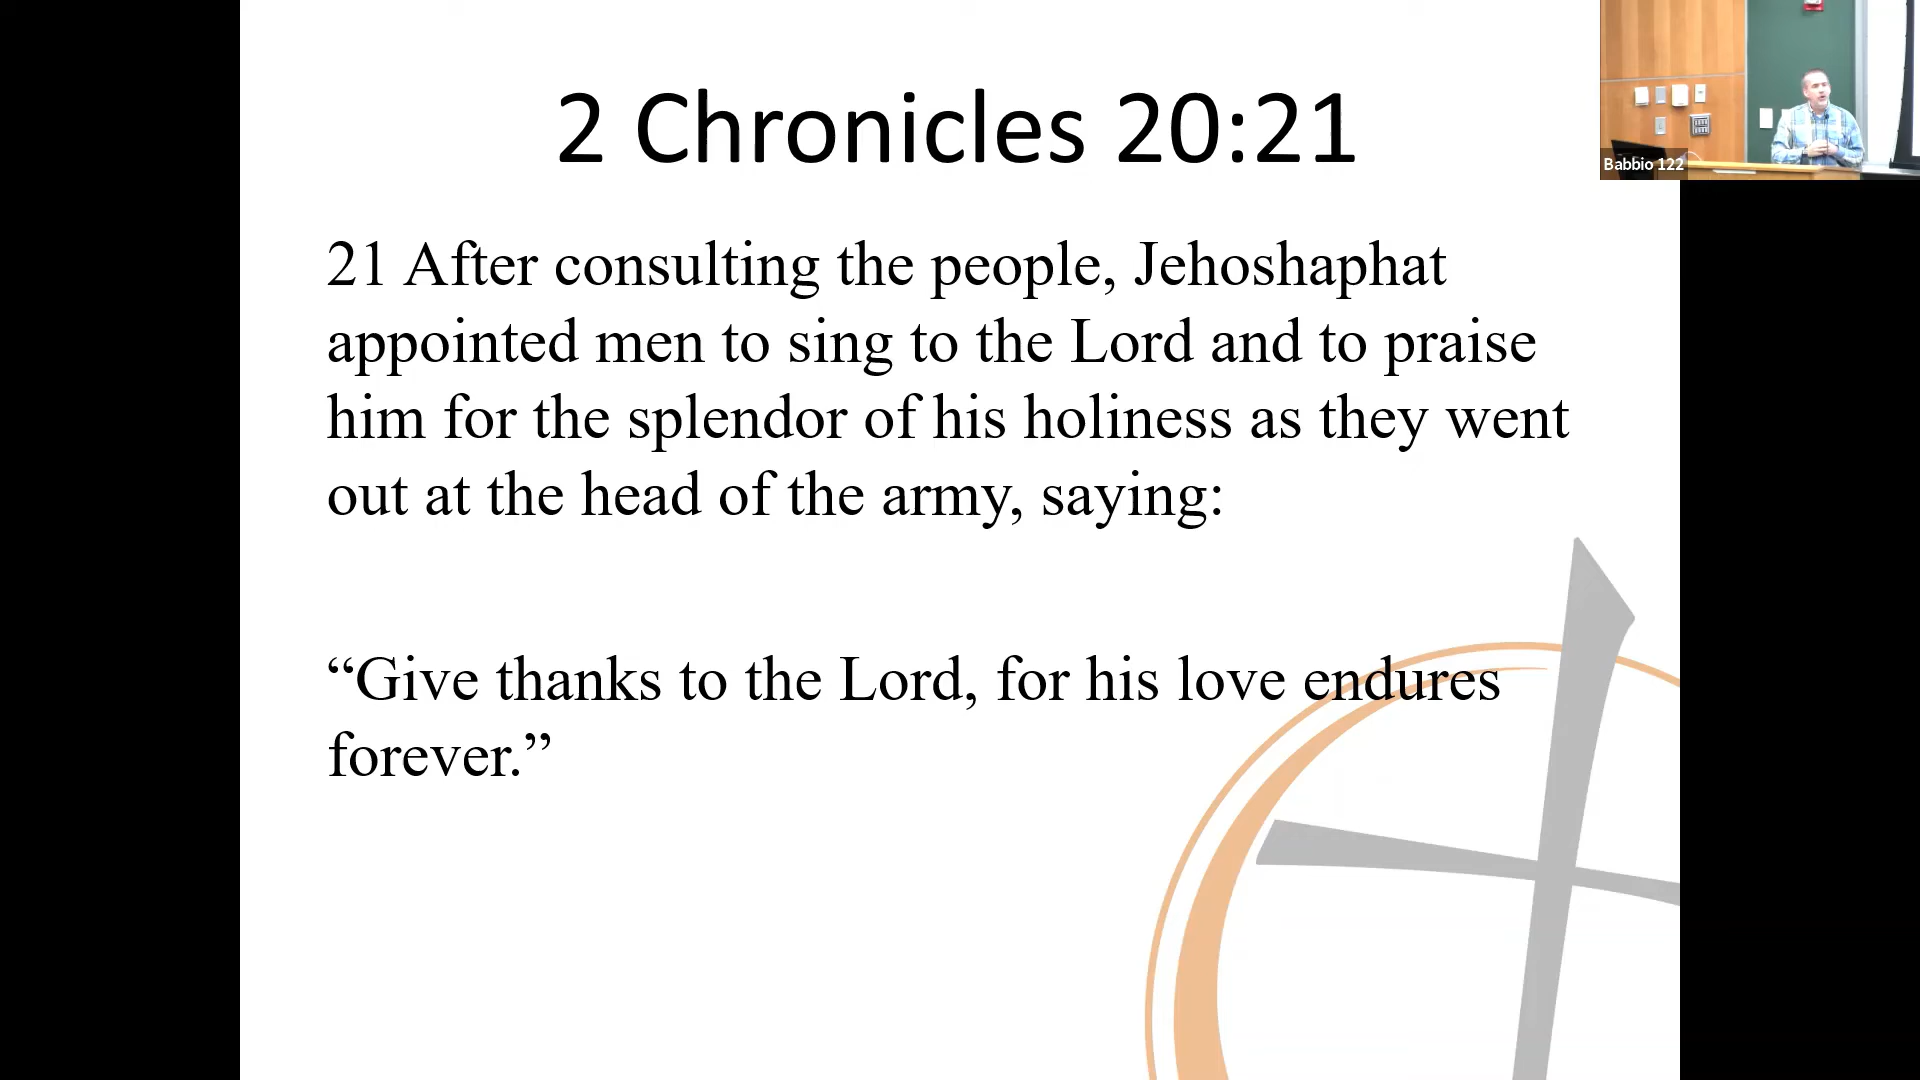 2 Chronicles 20:21
21 After consulting the people, Jehoshaphat
appointed men to sing to the Lord and to praise
him for the splendor of his holiness as they went
out at the head of the army, saying:
“Give thanks to the Lord, for his love endures
forever.”
Babbio 122